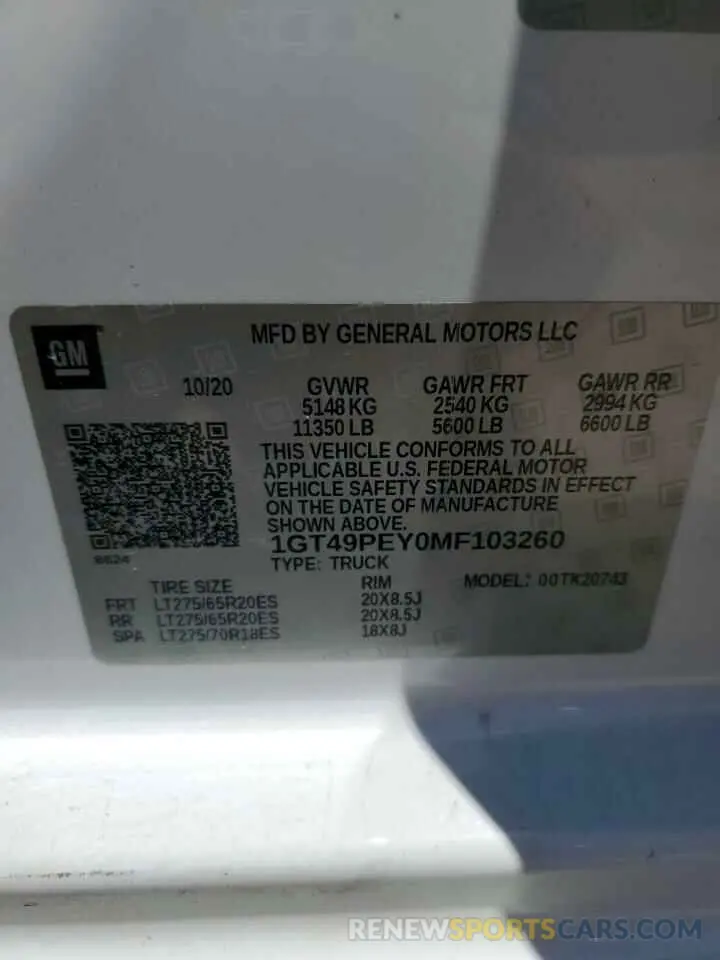 MFD BY GENERAL MOTORS LLC
GM
10/20 GVWR GAWR FRT GAWR RR
5148 KG 2540 KG 2994 KG
11350 LB 5600 LB 6600 LB
THIS VEHICLE CONFORMS TO ALL
APPLICABLE U.S. FEDERAL MOTOR
VEHICLE SAFETY STANDARDS IN EFFECT
ON THE DATE OF MANUFACTURE
SHOWN ABOVE.
1GT49PEY0MF103260
6624
TYPE: TRUCK MODEL: 00TK20743
TIRE SIZE RIM
FRT LT275/65R20ES 20X8.5J
RR LT275/65R20ES 20X8.5J
SPA LT275/70R18ES 18X8J
RENEWSPORTSCARS.COM